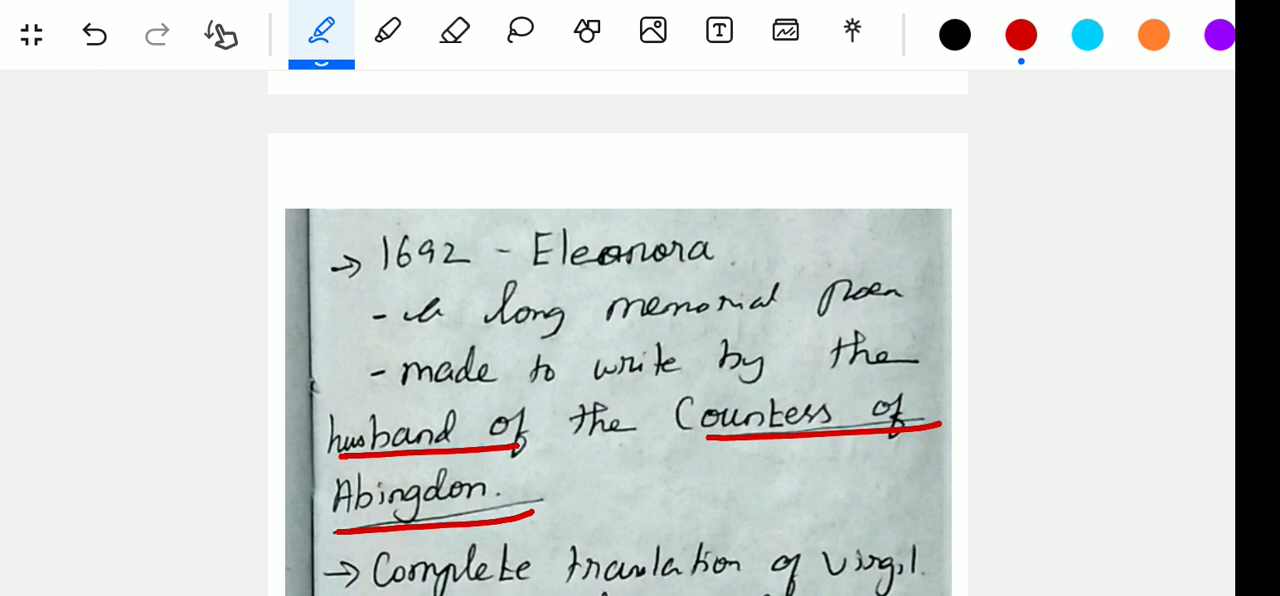 T
→ 1692 - Eleonora
- a long memorial poem
- made to write by the
husband of the Countess of
Abingdon.
→ Complete translation of Virgil.